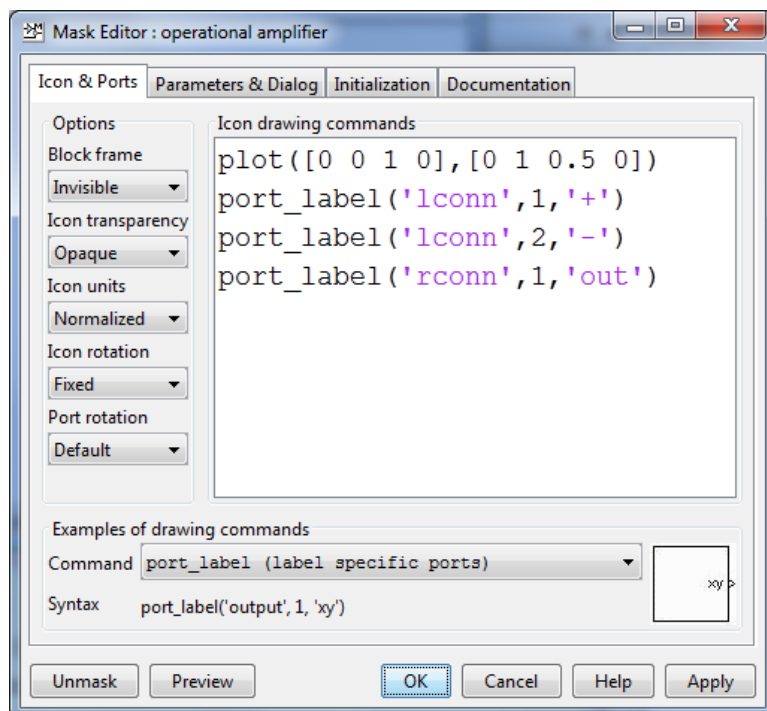 Mask Editor : operational amplifier
Icon & Ports Parameters & Dialog Initialization Documentation
Options
Block frame
Invisible
Icon transparency
Opaque
Icon units
Normalized
Icon rotation
Fixed
Port rotation
Default
Icon drawing commands
plot([0 0 1 0],[0 1 0.5 0])
port_label('lconn',1,'+')
port_label('lconn',2,'-')
port_label('rconn',1,'out')
Examples of drawing commands
Command port_label (label specific ports)
Syntax port_label('output', 1, 'xy')
xy
Unmask Preview OK Cancel Help Apply